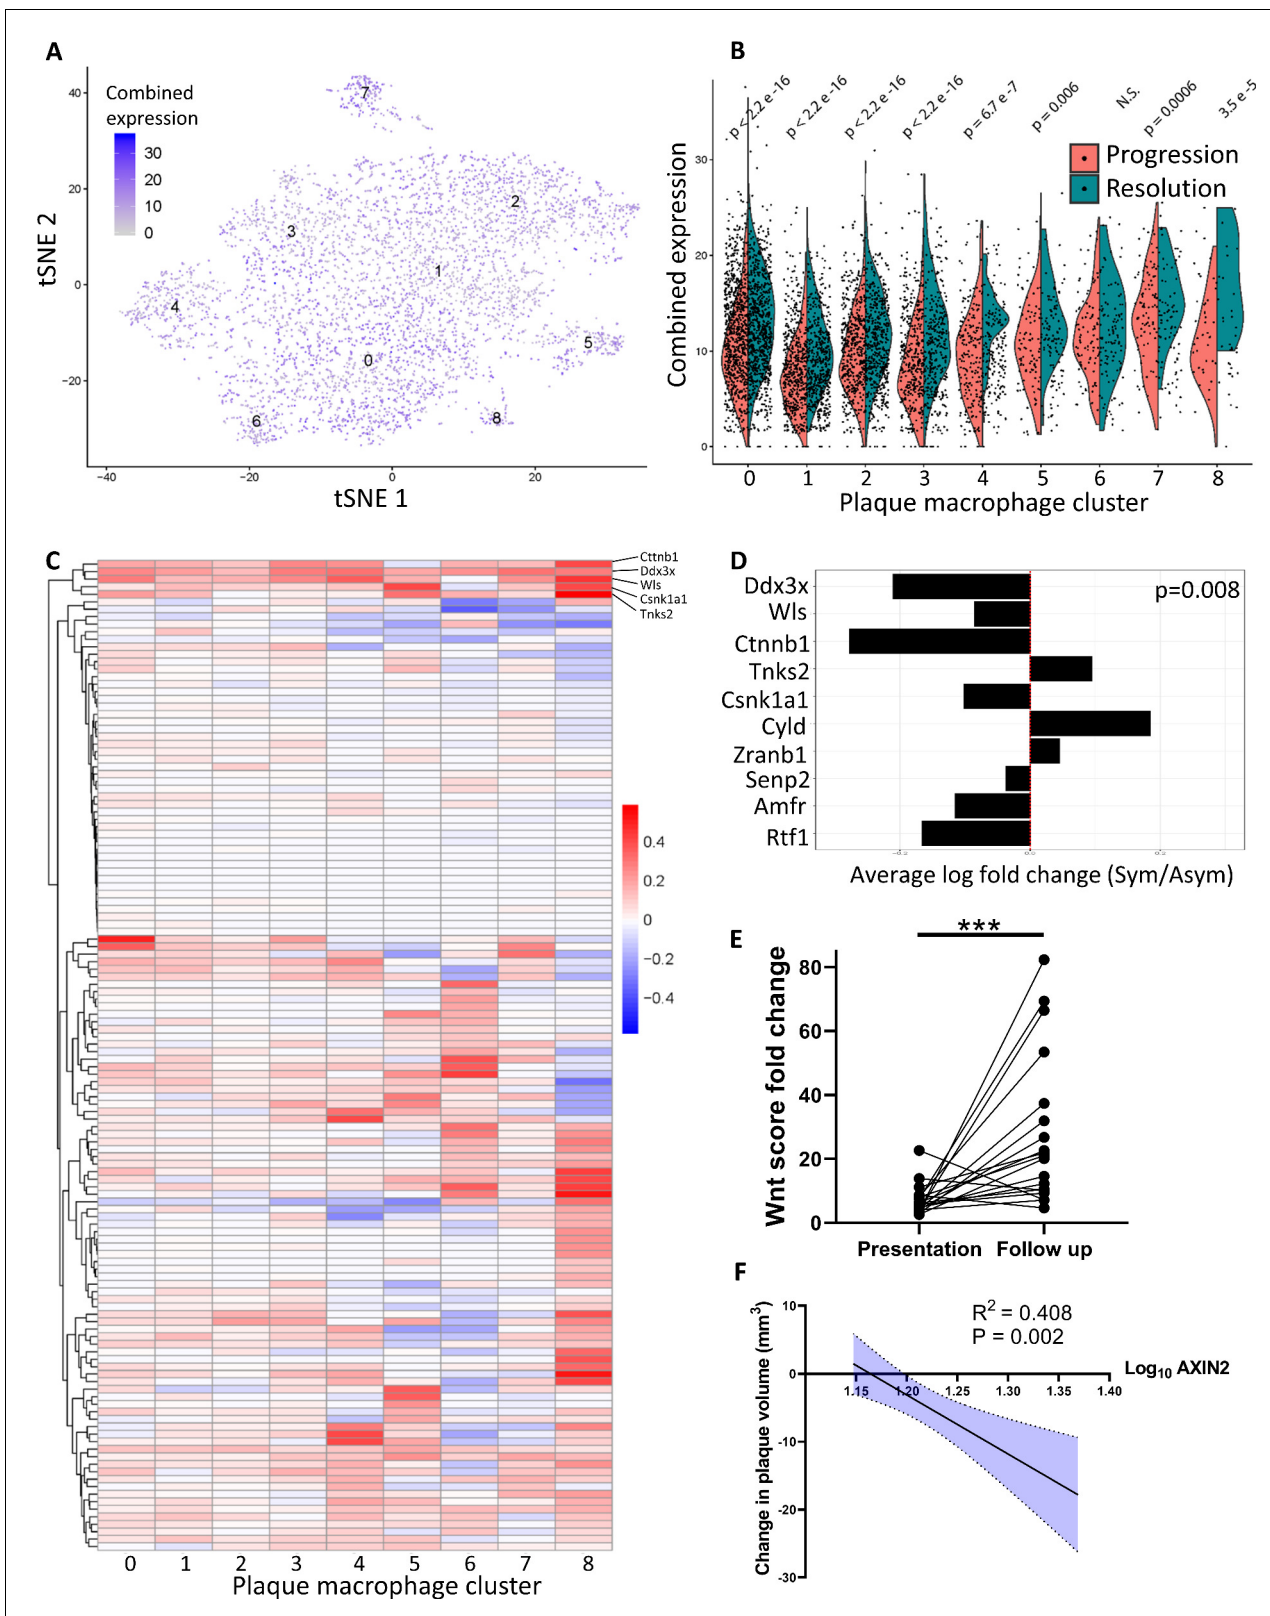 A
Combined
expression
30
20
10
0
tSNE 2
40
20
0
−20
−40
−20
0
20
tSNE 1
7
2
3
1
4
5
0
6
8
B
p < 2.2 e -16
p < 2.2 e -16
p < 2.2 e -16
p < 2.2 e -16
p = 6.7 e -7
p = 0.006
N.S.
p = 0.0006
3.5 e -5
Progression
Resolution
Combined expression
30
20
10
0
0 1 2 3 4 5 6 7 8
Plaque macrophage cluster
C
Cttnb1
Ddx3x
Wls
Csnk1a1
Tnks2
0.4
0.2
0
−0.2
−0.4
0 1 2 3 4 5 6 7 8
Plaque macrophage cluster
D
p=0.008
Ddx3x
Wls
Ctnnb1
Tnks2
Csnk1a1
Cyld
Zranb1
Senp2
Amfr
Rtf1
Average log fold change (Sym/Asym)
E
***
Wnt score fold change
80
60
40
20
0
Presentation Follow up
F
R2 = 0.408
P = 0.002
Change in plaque volume (mm3)
10
0
-10
-20
-30
1.15 1.20 1.25 1.30 1.35 1.40
Log10 AXIN2